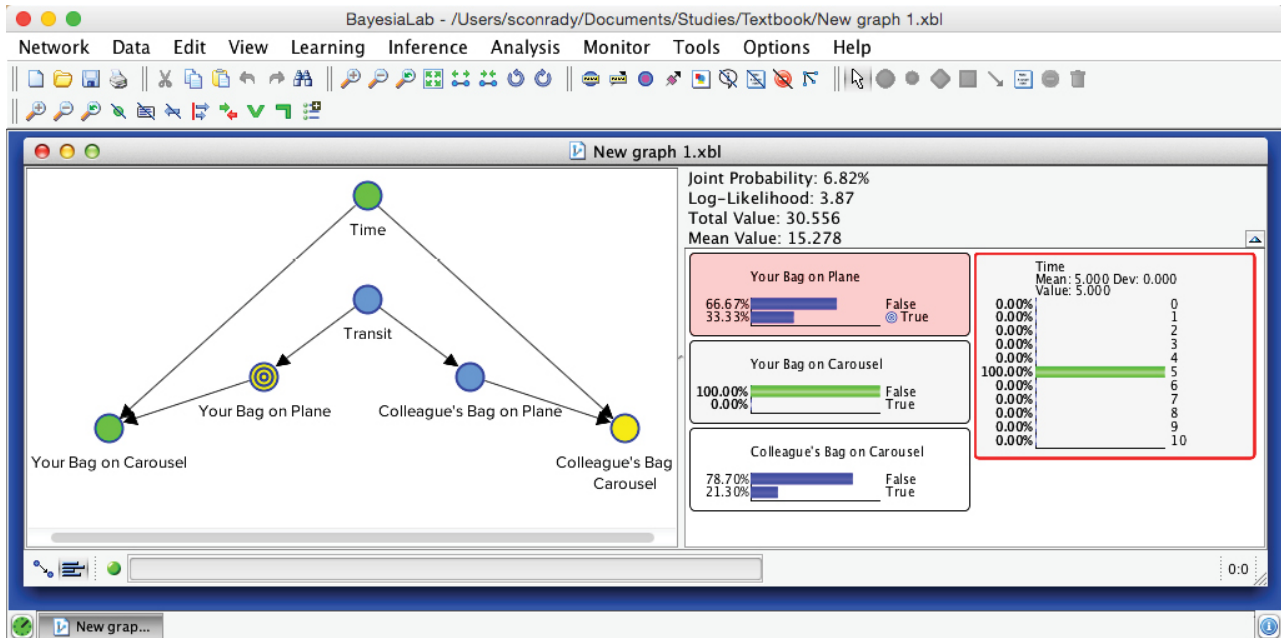 BayesiaLab - /Users/sconrady/Documents/Studies/Textbook/New graph 1.xbl
Network Data Edit View Learning Inference Analysis Monitor Tools Options Help
New graph 1.xbl
Time
Transit
Your Bag on Plane
Colleague's Bag on Plane
Your Bag on Carousel
Colleague's Bag
Carousel
Joint Probability: 6.82%
Log-Likelihood: 3.87
Total Value: 30.556
Mean Value: 15.278
Your Bag on Plane
66.67% False
33.33% True
Your Bag on Carousel
100.00% False
0.00% True
Colleague's Bag on Carousel
78.70% False
21.30% True
Time
Mean: 5.000 Dev: 0.000
Value: 5.000
0.00% 0
0.00% 1
0.00% 2
0.00% 3
0.00% 4
100.00% 5
0.00% 6
0.00% 7
0.00% 8
0.00% 9
0.00% 10
0:0
New grap...